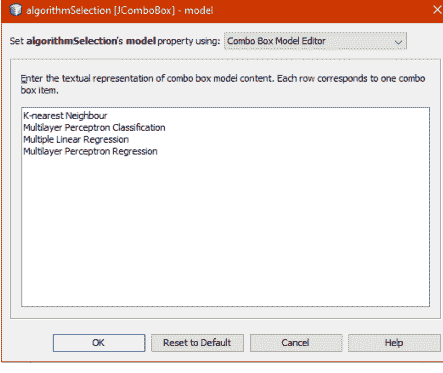 algorithmSelection [JComboBox] - model
Set algorithmSelection's model property using: Combo Box Model Editor
Enter the textual representation of combo box model content. Each row corresponds to one combo
box item.
K-nearest Neighbour
Multilayer Perceptron Classification
Multiple Linear Regression
Multilayer Perceptron Regression
OK Reset to Default Cancel Help